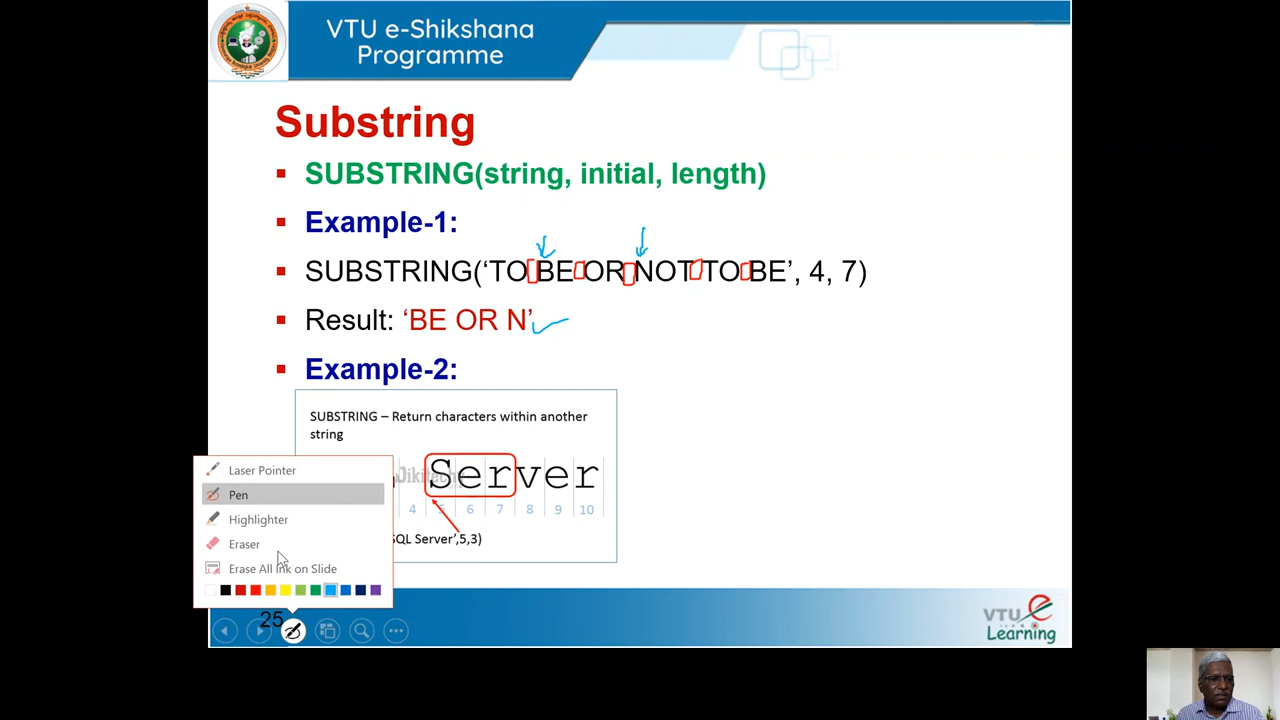 VTU e-Shikshana
Programme
Substring
SUBSTRING(string, initial, length)
Example-1:
SUBSTRING(‘TO BE OR NOT TO BE’, 4, 7)
Result: ‘BE OR N’
Example-2:
SUBSTRING – Return characters within another
string
Server
4 5 6 7 8 9 10
SQL Server’,5,3)
Laser Pointer
Pen
Highlighter
Eraser
Erase All Ink on Slide
25
VTU e
Learning